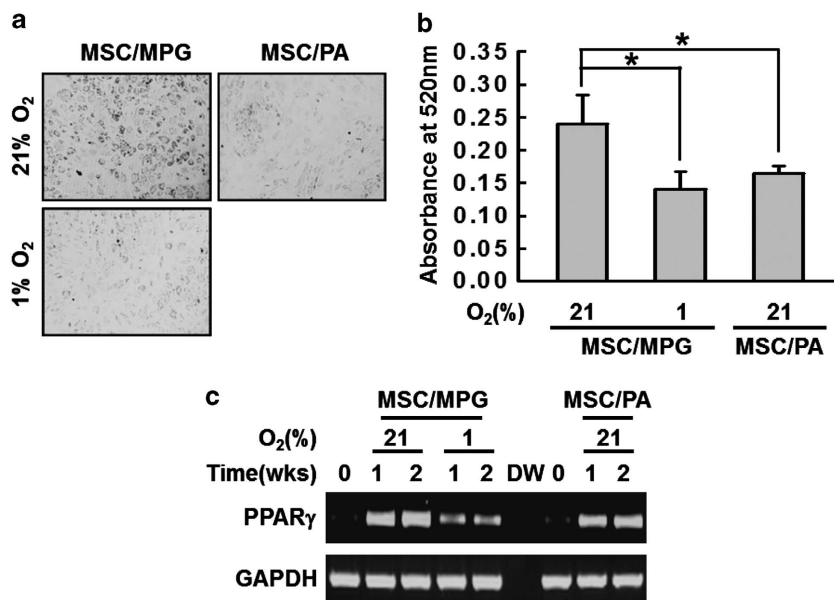 a
MSC/MPG MSC/PA
21% O2
1% O2
b
Absorbance at 520nm
0.35
0.30
0.25
0.20
0.15
0.10
0.05
0.00
* *
O2(%) 21 1 21
MSC/MPG MSC/PA
c
MSC/MPG MSC/PA
O2(%) 21 1 21
Time(wks) 0 1 2 1 2 DW 0 1 2
PPARγ
GAPDH